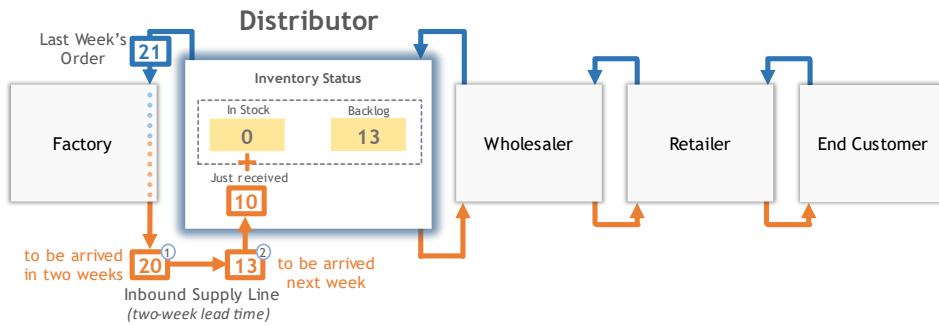 Distributor
Last Week's
Order
21
Inventory Status
In Stock
Backlog
0
13
+
Just received
10
Factory
Wholesaler
Retailer
End Customer
to be arrived
in two weeks
20
1
13
2
to be arrived
next week
Inbound Supply Line
(two-week lead time)